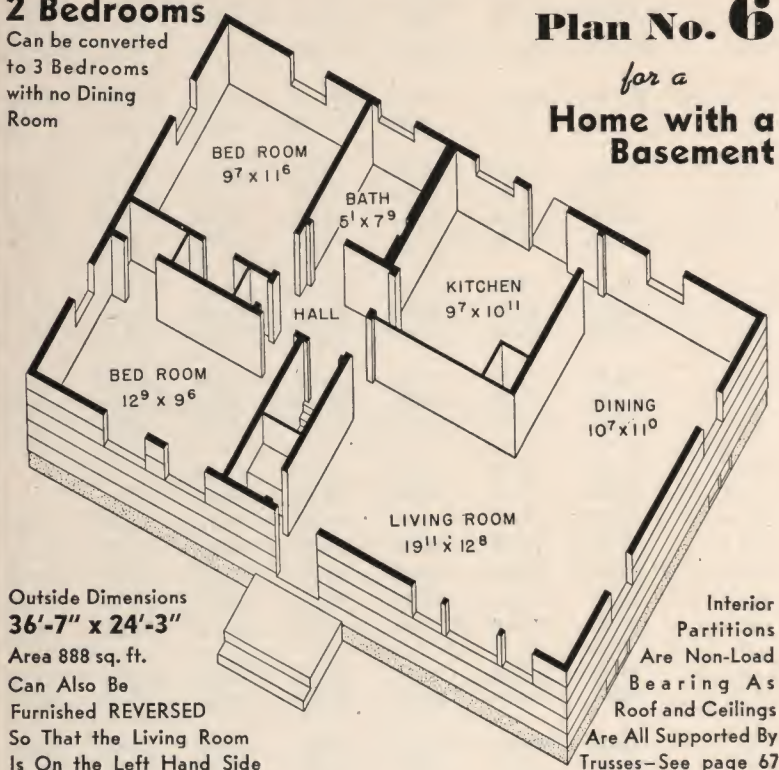 2 Bedrooms
Can be converted
to 3 Bedrooms
with no Dining
Room
Plan No. 6
for a
Home with a
Basement
BED ROOM
9⁷ x 11⁶
BATH
5¹ x 7⁹
KITCHEN
9⁷ x 10¹¹
HALL
BED ROOM
12⁹ x 9⁶
DINING
10⁷ x 11⁰
LIVING ROOM
19¹¹ x 12⁸
Outside Dimensions
36'-7" x 24'-3"
Area 888 sq. ft.
Can Also Be
Furnished REVERSED
So That the Living Room
Is On the Left Hand Side
Interior
Partitions
Are Non-Load
Bearing As
Roof and Ceilings
Are All Supported By
Trusses–See page 67